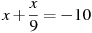 x + x/9 = −10